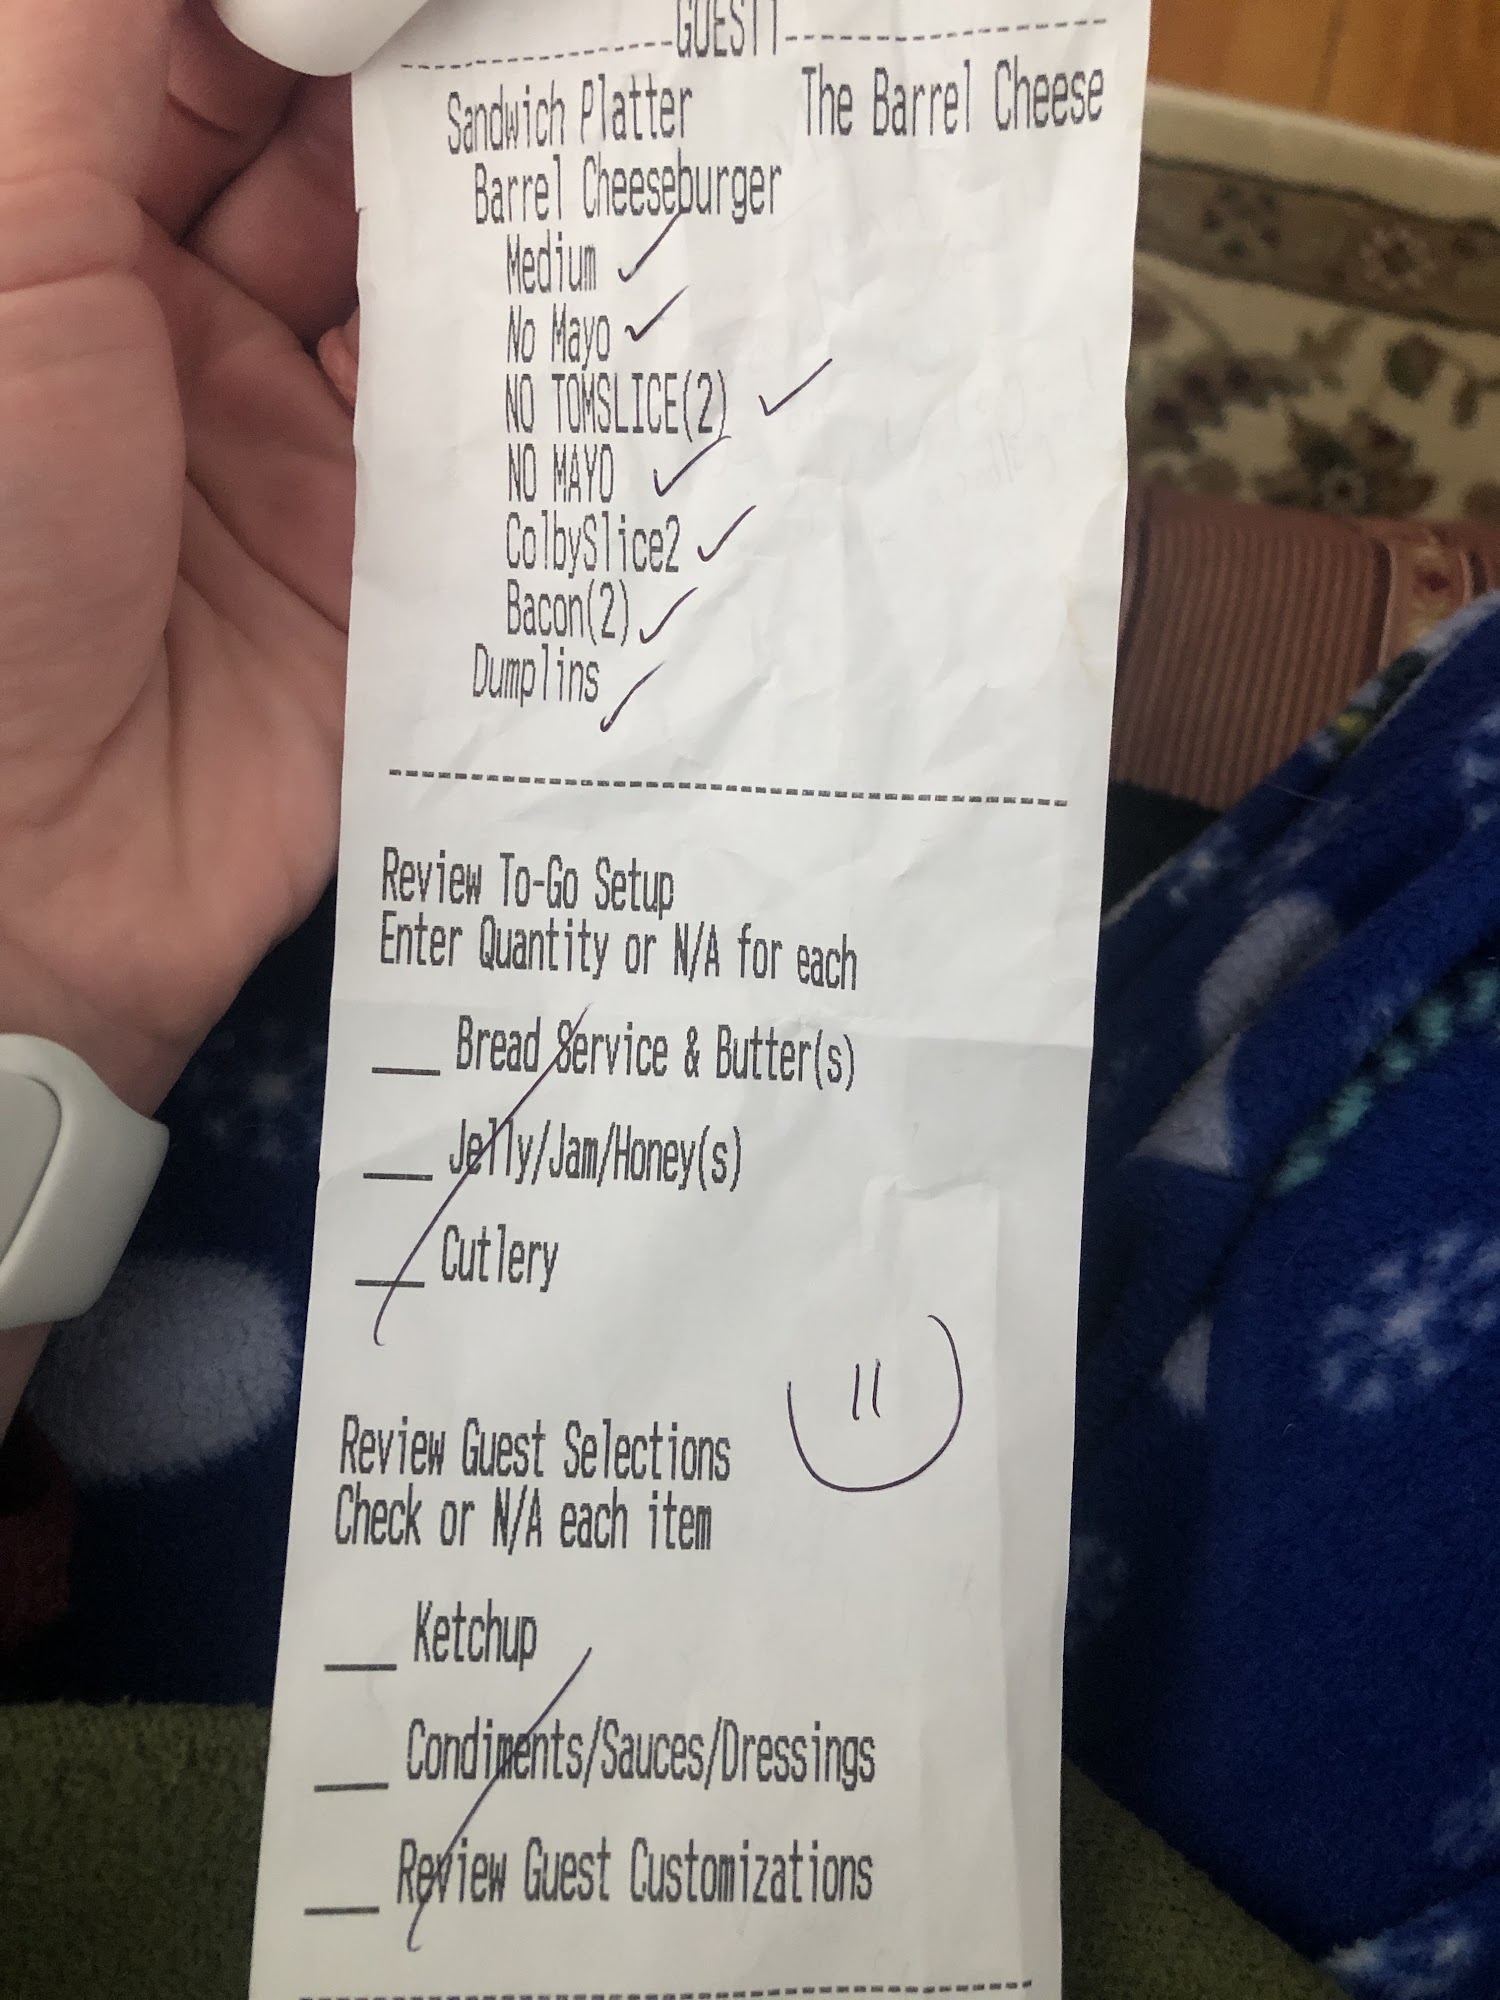 GUEST1
Sandwich Platter The Barrel Cheese
Barrel Cheeseburger
Medium
No Mayo
NO TOMSLICE(2)
NO MAYO
ColbySlice2
Bacon(2)
Dumplins
Review To-Go Setup
Enter Quantity or N/A for each
___ Bread Service & Butter(s)
___ Jelly/Jam/Honey(s)
___ Cutlery
Review Guest Selections
Check or N/A each item
___ Ketchup
___ Condiments/Sauces/Dressings
___ Review Guest Customizations